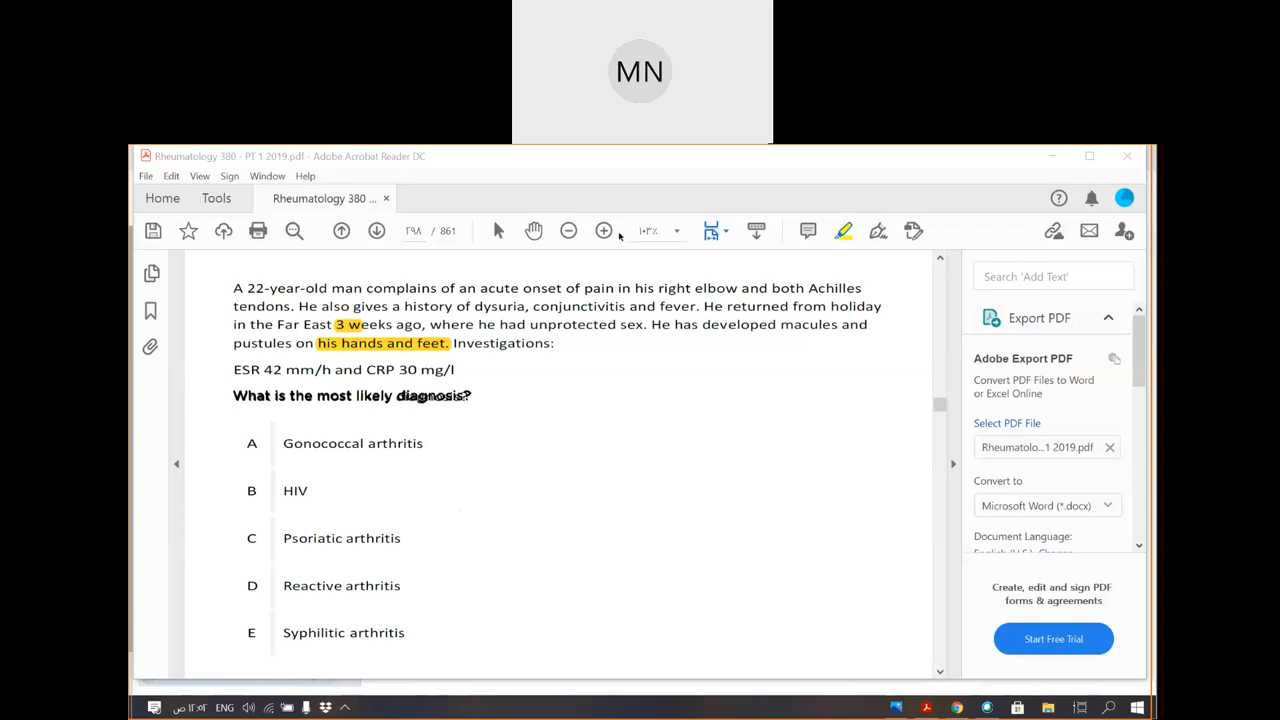 MN
Rheumatology 380 - PT 1 2019.pdf - Adobe Acrobat Reader DC
File Edit View Sign Window Help
Home Tools Rheumatology 380 ... ×
٢٩٨ / 861 ١٠٣٪
A 22-year-old man complains of an acute onset of pain in his right elbow and both Achilles
tendons. He also gives a history of dysuria, conjunctivitis and fever. He returned from holiday
in the Far East 3 weeks ago, where he had unprotected sex. He has developed macules and
pustules on his hands and feet. Investigations:
ESR 42 mm/h and CRP 30 mg/l
What is the most likely diagnosis?
A Gonococcal arthritis
B HIV
C Psoriatic arthritis
D Reactive arthritis
E Syphilitic arthritis
Search 'Add Text'
Export PDF
Adobe Export PDF
Convert PDF Files to Word
or Excel Online
Select PDF File
Rheumatolo...1 2019.pdf ×
Convert to
Microsoft Word (*.docx)
Document Language:
Create, edit and sign PDF
forms & agreements
Start Free Trial
١٢:٥٢ ص ENG